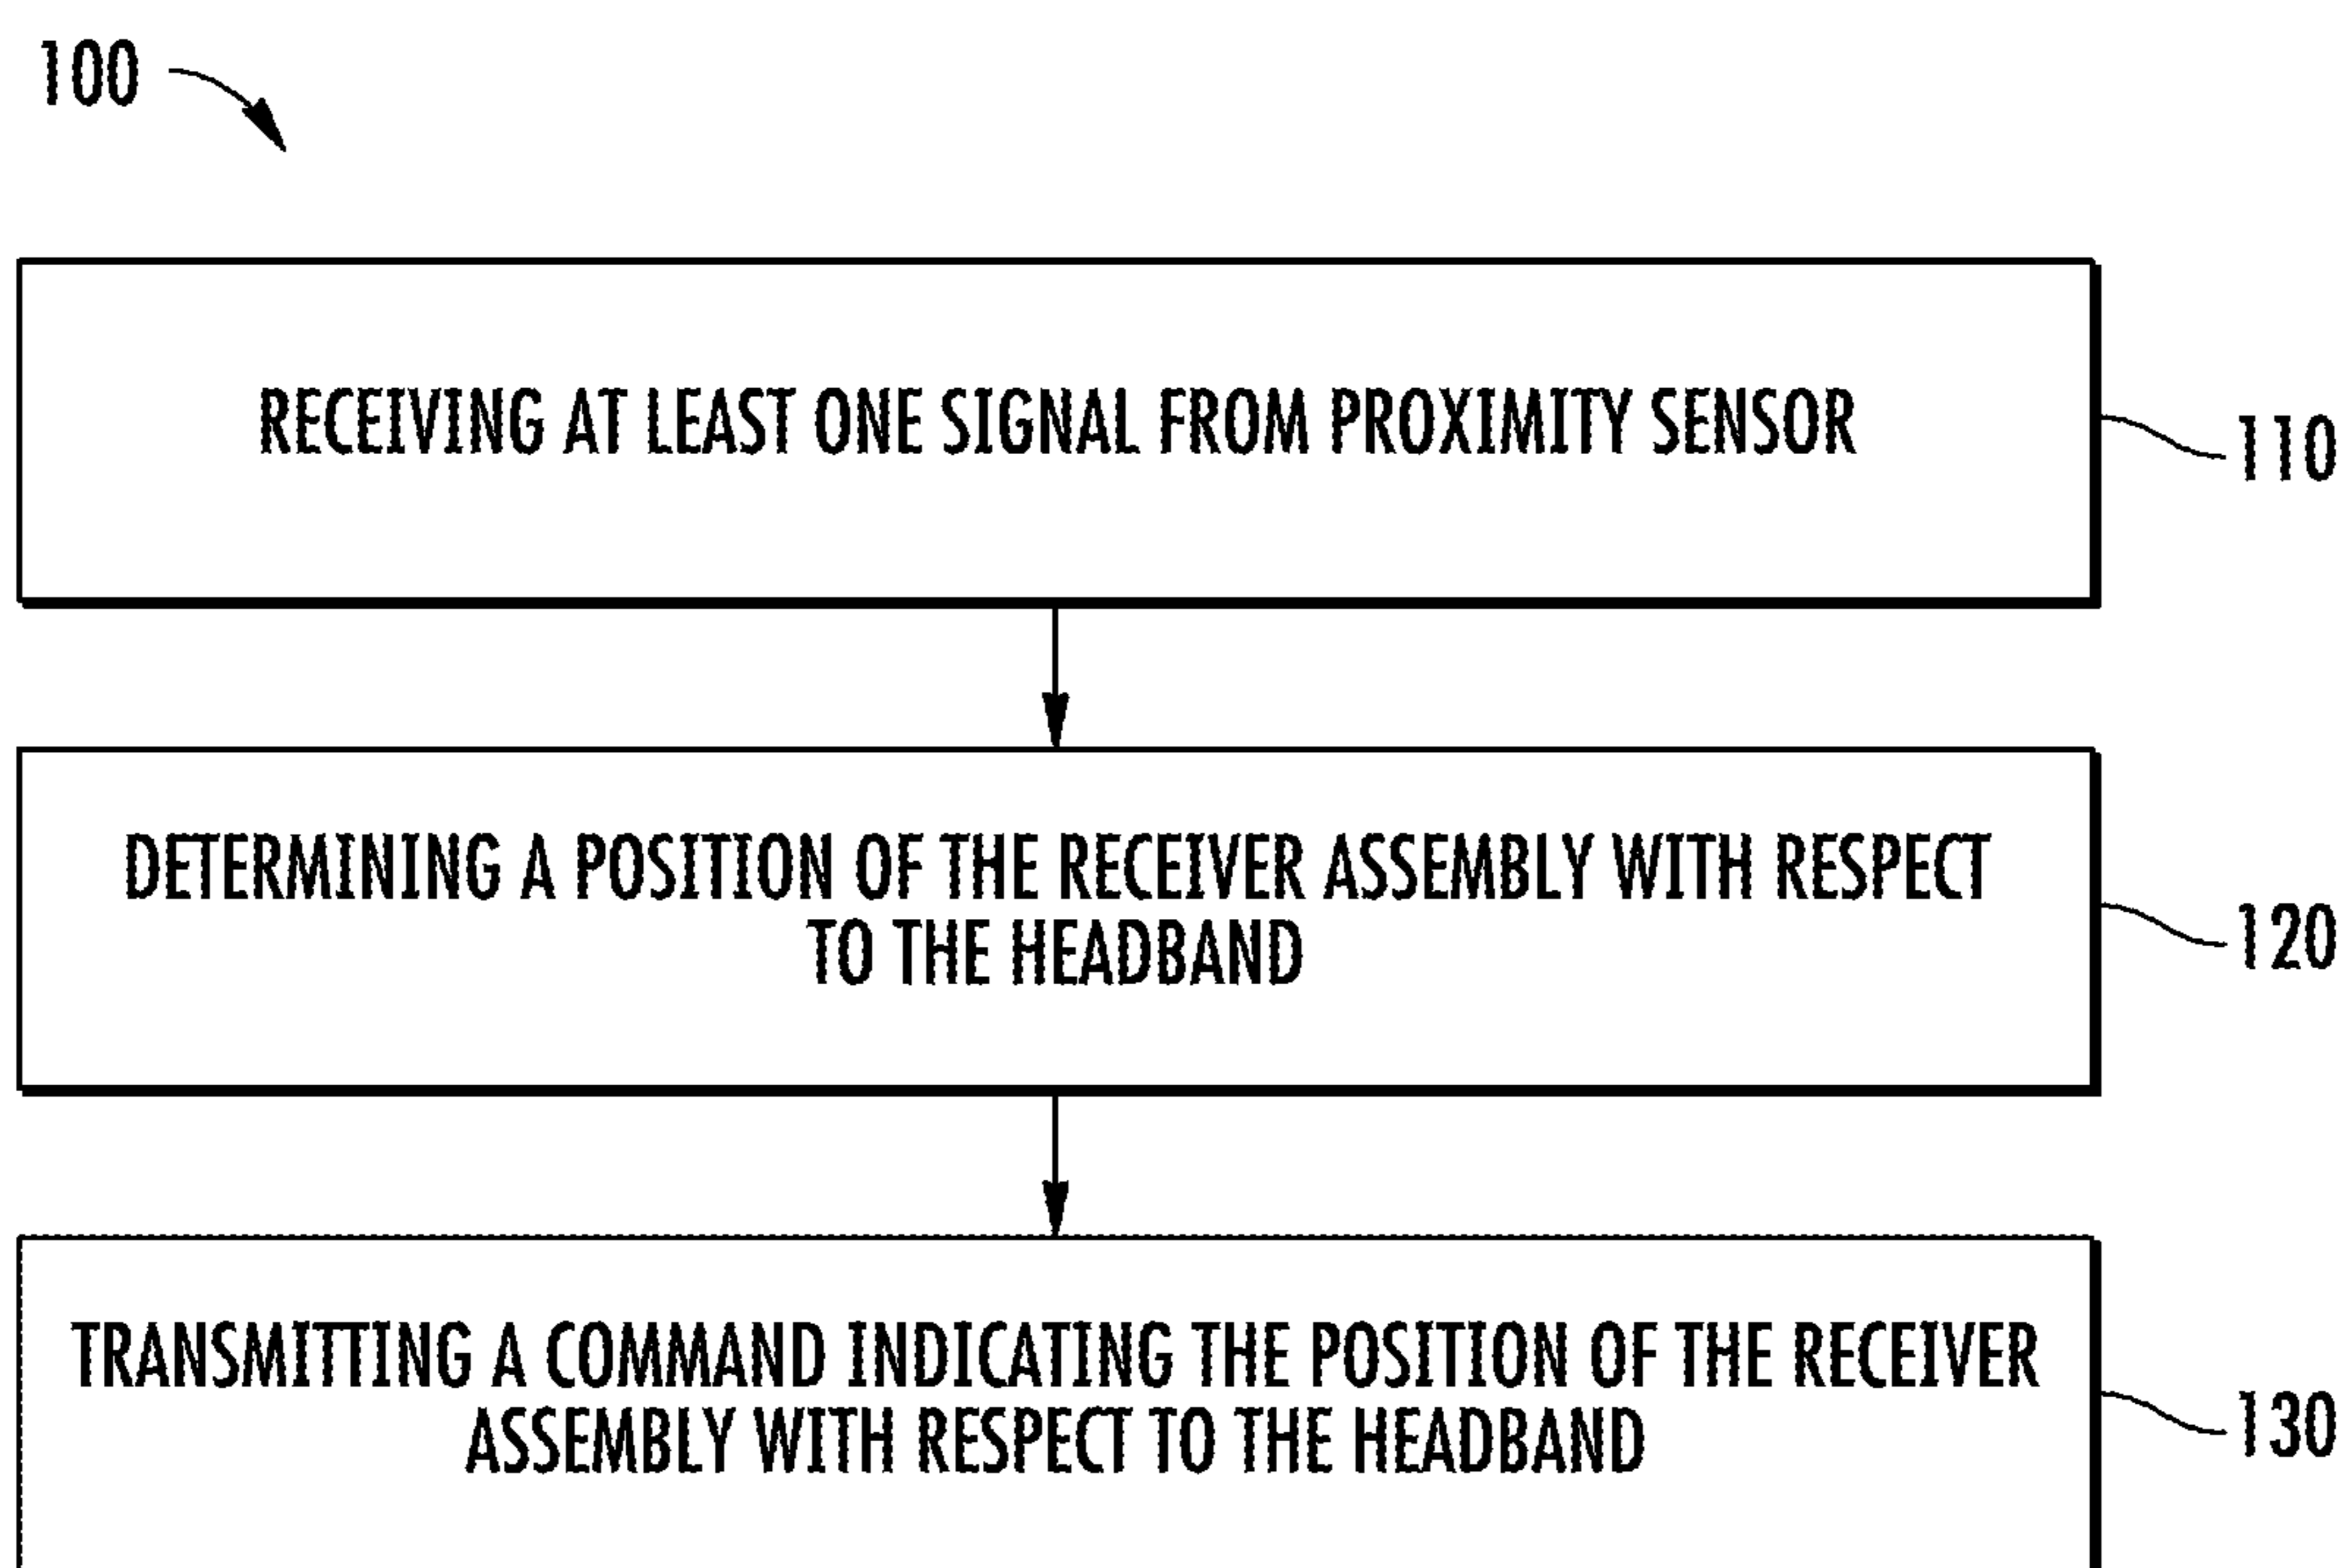 100
RECEIVING AT LEAST ONE SIGNAL FROM PROXIMITY SENSOR
110
DETERMINING A POSITION OF THE RECEIVER ASSEMBLY WITH RESPECT
TO THE HEADBAND
120
TRANSMITTING A COMMAND INDICATING THE POSITION OF THE RECEIVER
ASSEMBLY WITH RESPECT TO THE HEADBAND
130